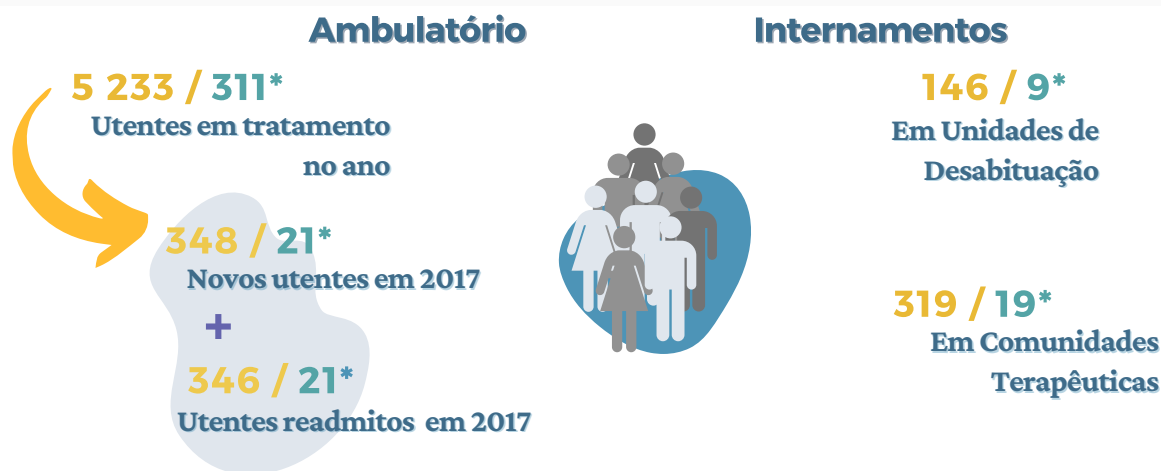 Ambulatório
5 233 / 311*
Utentes em tratamento
no ano
348 / 21*
Novos utentes em 2017
+
346 / 21*
Utentes readmitos em 2017
Internamentos
146 / 9*
Em Unidades de
Desabituação
319 / 19*
Em Comunidades
Terapêuticas